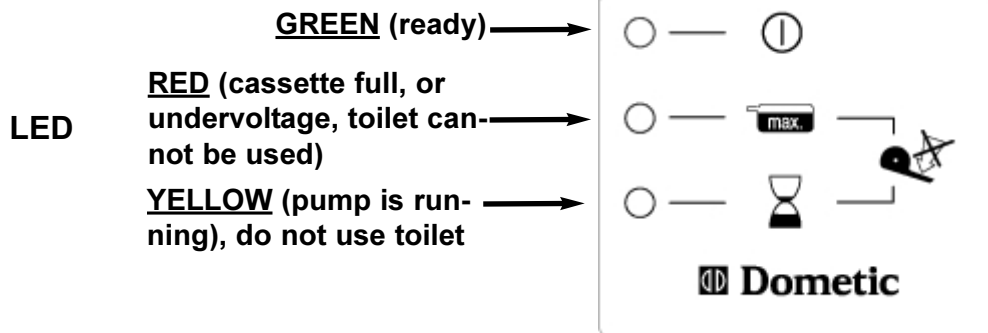 GREEN (ready)
RED (cassette full, or
undervoltage, toilet can-
not be used)
LED
YELLOW (pump is run-
ning), do not use toilet
max.
Dometic